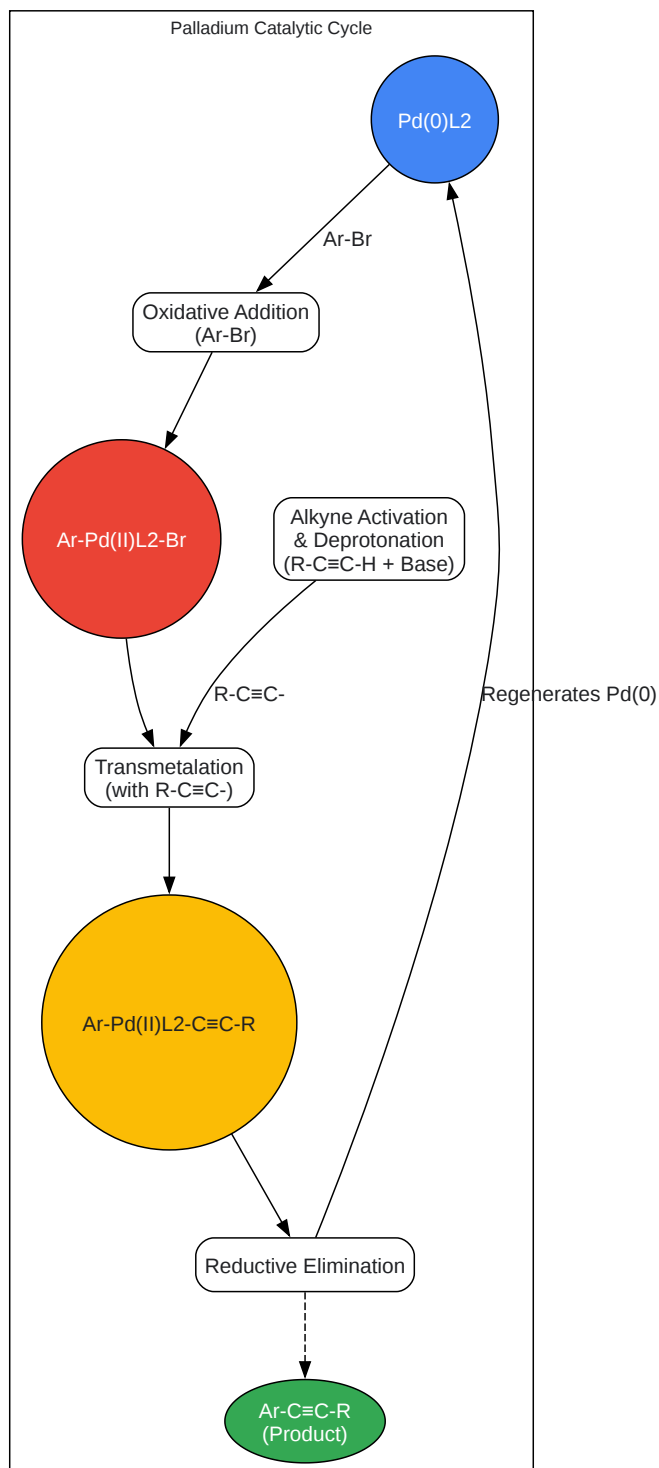 Palladium Catalytic Cycle
Pd(0)L2
Ar-Br
Oxidative Addition
(Ar-Br)
Ar-Pd(II)L2-Br
Alkyne Activation
& Deprotonation
(R-C≡C-H + Base)
R-C≡C-
Regenerates Pd(0)
Transmetalation
(with R-C≡C-)
Ar-Pd(II)L2-C≡C-R
Reductive Elimination
Ar-C≡C-R
(Product)